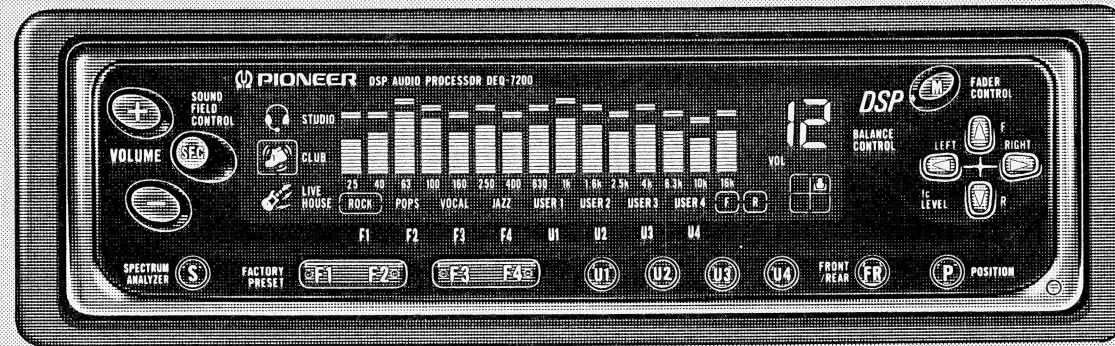 PIONEER DSP AUDIO PROCESSOR DEQ-7200
SOUND
FIELD
CONTROL
+
VOLUME
SFC
−
STUDIO
CLUB
LIVE
HOUSE
25 40 63 100 160 250 400 630 1k 1.6k 2.5k 4k 6.3k 10k 16k
ROCK POPS VOCAL JAZZ USER 1 USER 2 USER 3 USER 4 F R
F1 F2 F3 F4 U1 U2 U3 U4
VOL
12
DSP
M
FADER
CONTROL
BALANCE
CONTROL
F
LEFT RIGHT
fc
LEVEL
R
SPECTRUM
ANALYZER
S
FACTORY
PRESET
F1 F2 F3 F4
U1 U2 U3 U4
FRONT
/REAR
FR
P
POSITION